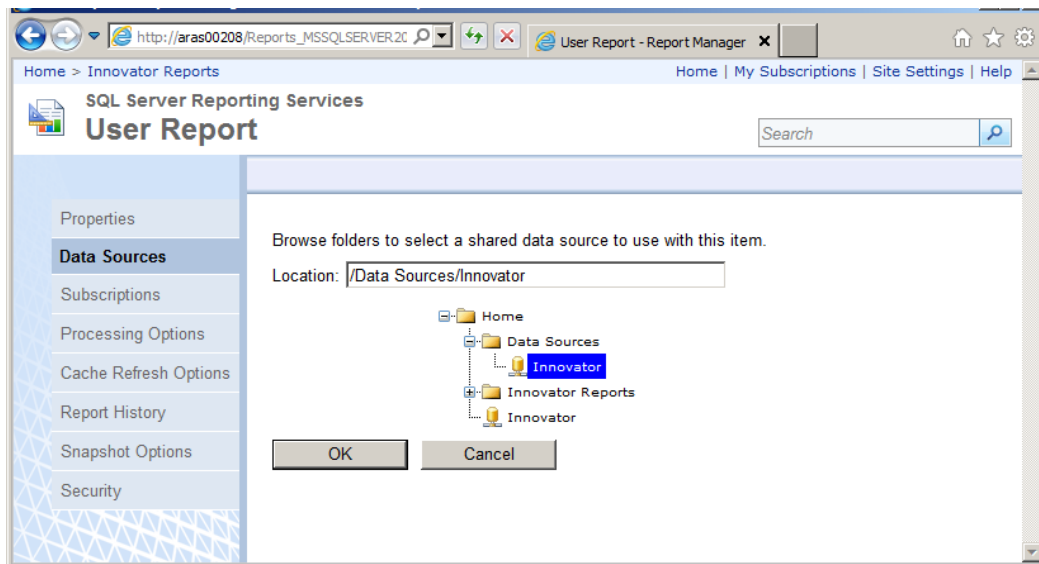 http://aras00208/Reports_MSSQLSERVER2C
User Report - Report Manager
Home > Innovator Reports
Home | My Subscriptions | Site Settings | Help
SQL Server Reporting Services
User Report
Search
Properties
Data Sources
Subscriptions
Processing Options
Cache Refresh Options
Report History
Snapshot Options
Security
Browse folders to select a shared data source to use with this item.
Location: /Data Sources/Innovator
Home
Data Sources
Innovator
Innovator Reports
Innovator
OK Cancel